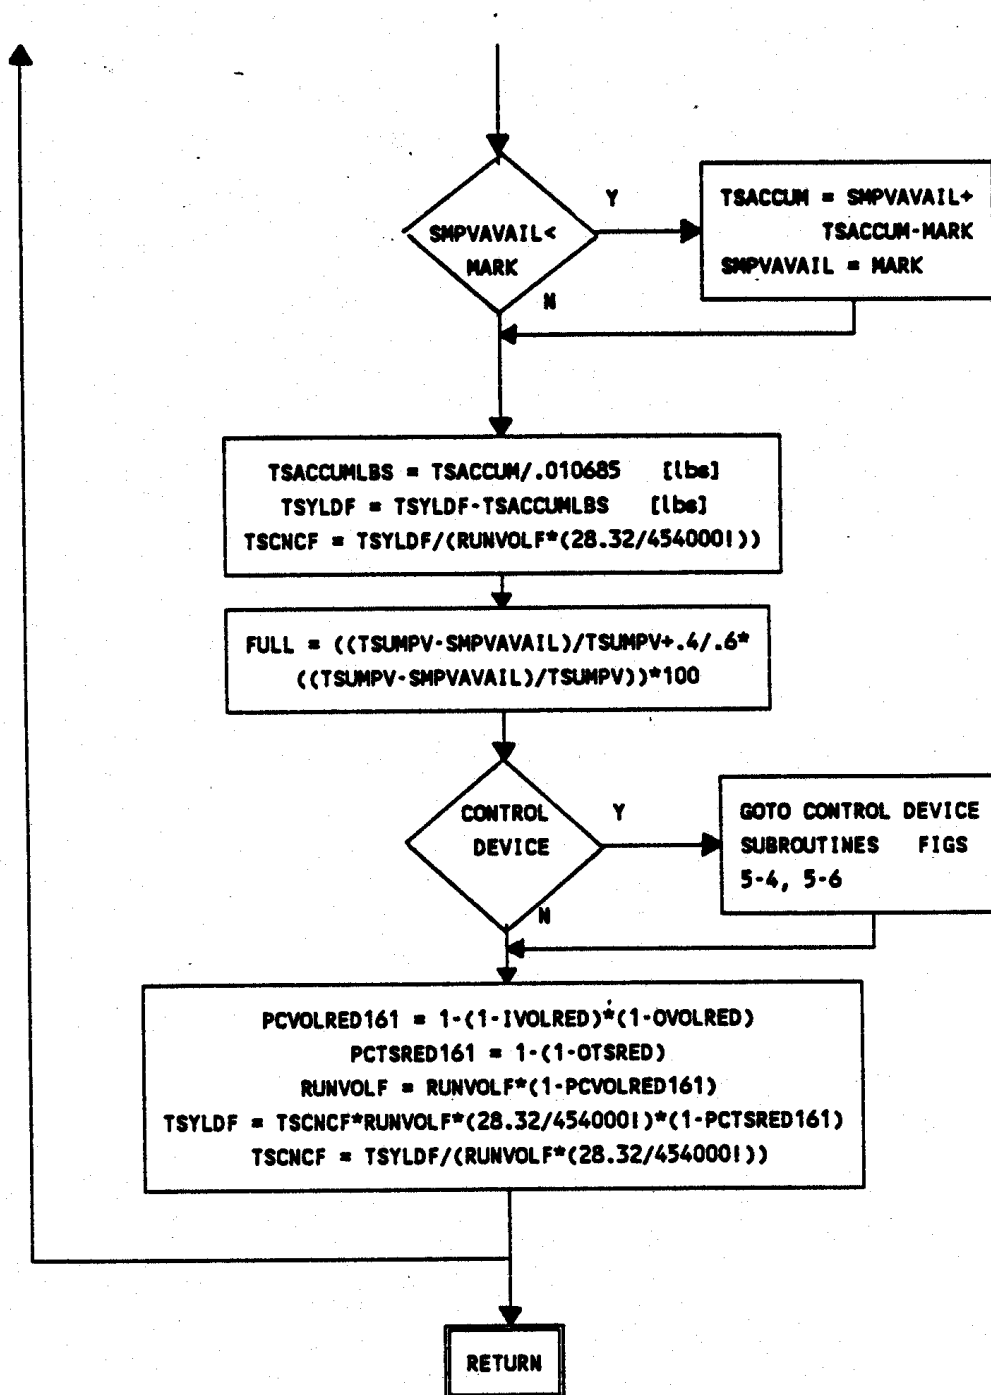 SMPVAVAIL<
MARK
Y
N
TSACCUM = SMPVAVAIL+
TSACCUM-MARK
SMPVAVAIL = MARK
TSACCUMLBS = TSACCUM/.010685 [lbs]
TSYLDF = TSYLDF-TSACCUMLBS [lbs]
TSCNCF = TSYLDF/(RUNVOLF*(28.32/454000!))
FULL = ((TSUMPV-SMPVAVAIL)/TSUMPV+.4/.6*
((TSUMPV-SMPVAVAIL)/TSUMPV))*100
CONTROL
DEVICE
Y
N
GOTO CONTROL DEVICE
SUBROUTINES FIGS
5-4, 5-6
PCVOLRED161 = 1-(1-IVOLRED)*(1-OVOLRED)
PCTSRED161 = 1-(1-OTSRED)
RUNVOLF = RUNVOLF*(1-PCVOLRED161)
TSYLDF = TSCNCF*RUNVOLF*(28.32/454000!)*(1-PCTSRED161)
TSCNCF = TSYLDF/(RUNVOLF*(28.32/454000!))
RETURN